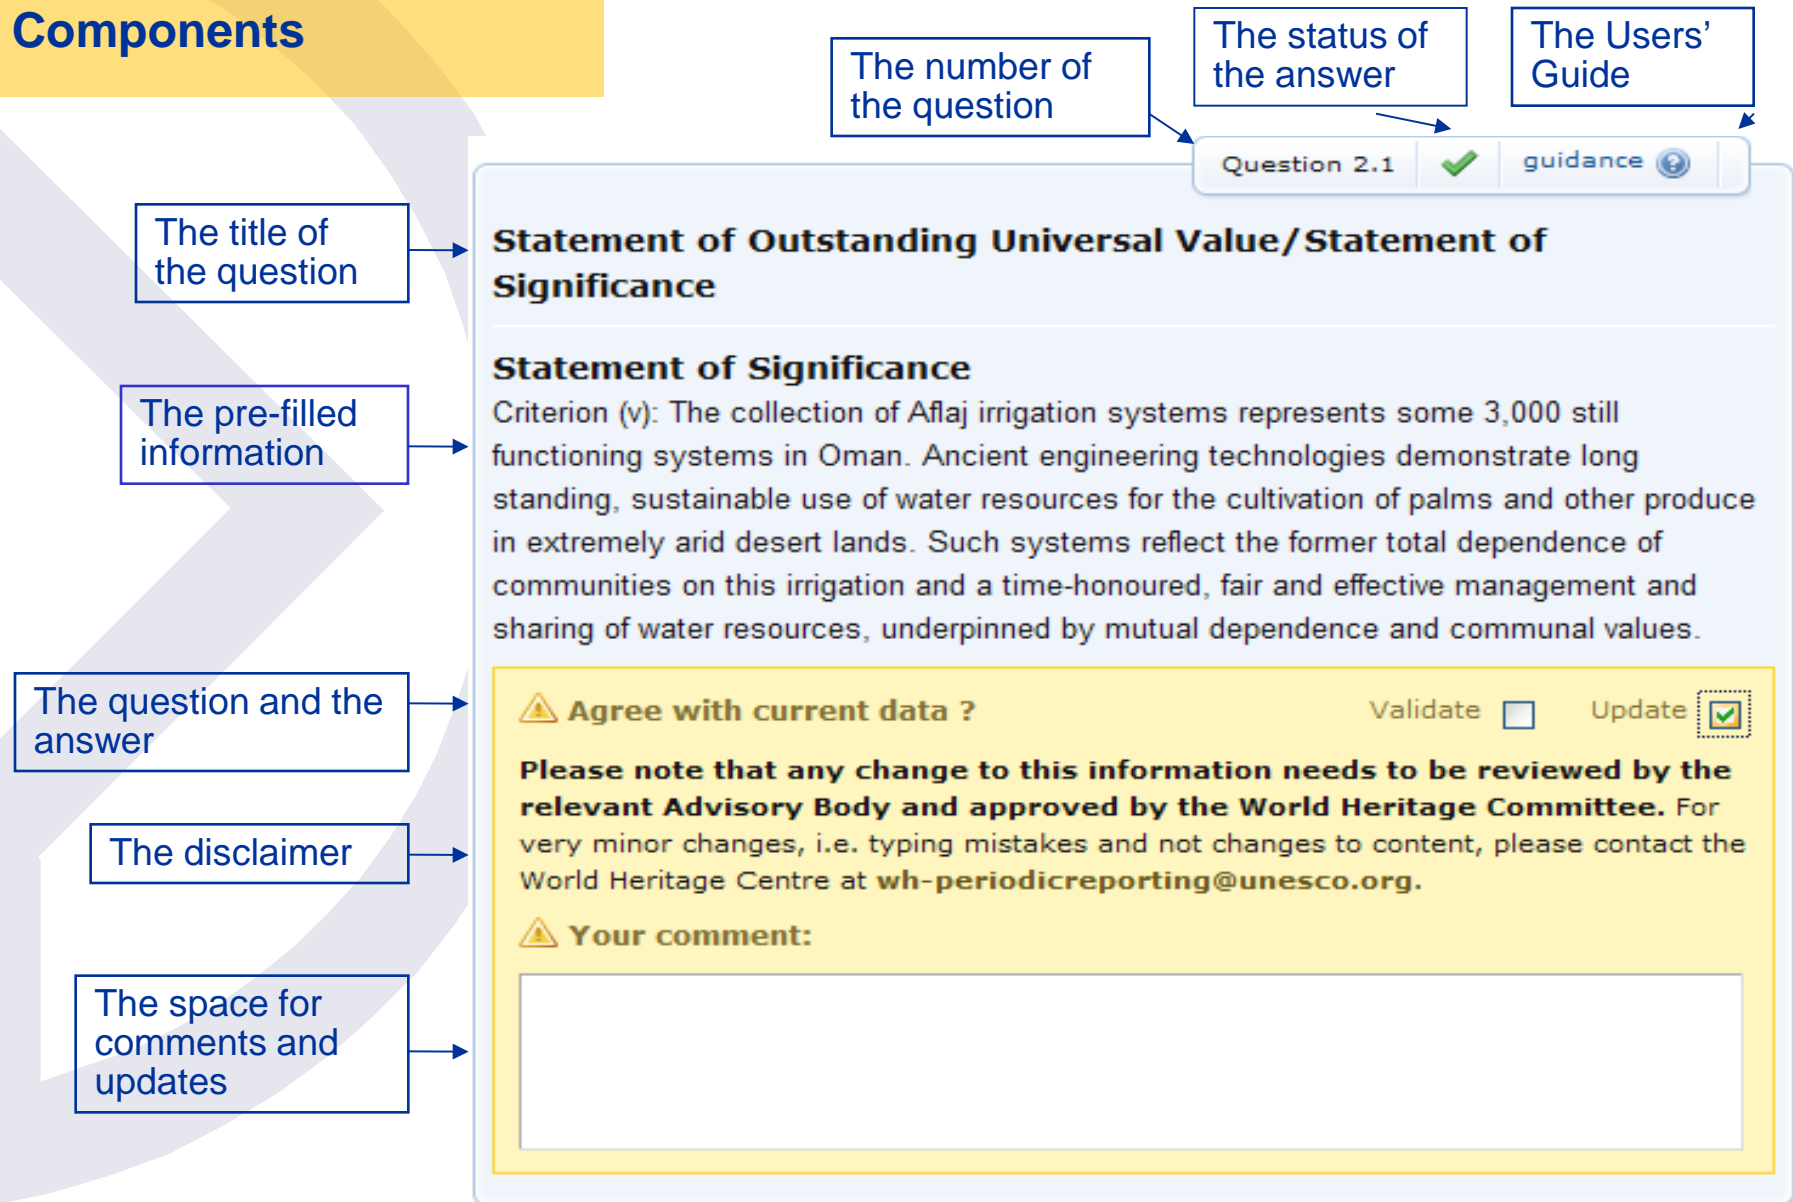 Components
The number of
the question
The status of
the answer
The Users’
Guide
Question 2.1
guidance
The title of
the question
Statement of Outstanding Universal Value/Statement of
Significance
The pre-filled
information
Statement of Significance
Criterion (v): The collection of Aflaj irrigation systems represents some 3,000 still
functioning systems in Oman. Ancient engineering technologies demonstrate long
standing, sustainable use of water resources for the cultivation of palms and other produce
in extremely arid desert lands. Such systems reflect the former total dependence of
communities on this irrigation and a time-honoured, fair and effective management and
sharing of water resources, underpinned by mutual dependence and communal values.
The question and the
answer
Agree with current data ?
Validate
Update
The disclaimer
Please note that any change to this information needs to be reviewed by the
relevant Advisory Body and approved by the World Heritage Committee. For
very minor changes, i.e. typing mistakes and not changes to content, please contact the
World Heritage Centre at wh-periodicreporting@unesco.org.
Your comment:
The space for
comments and
updates